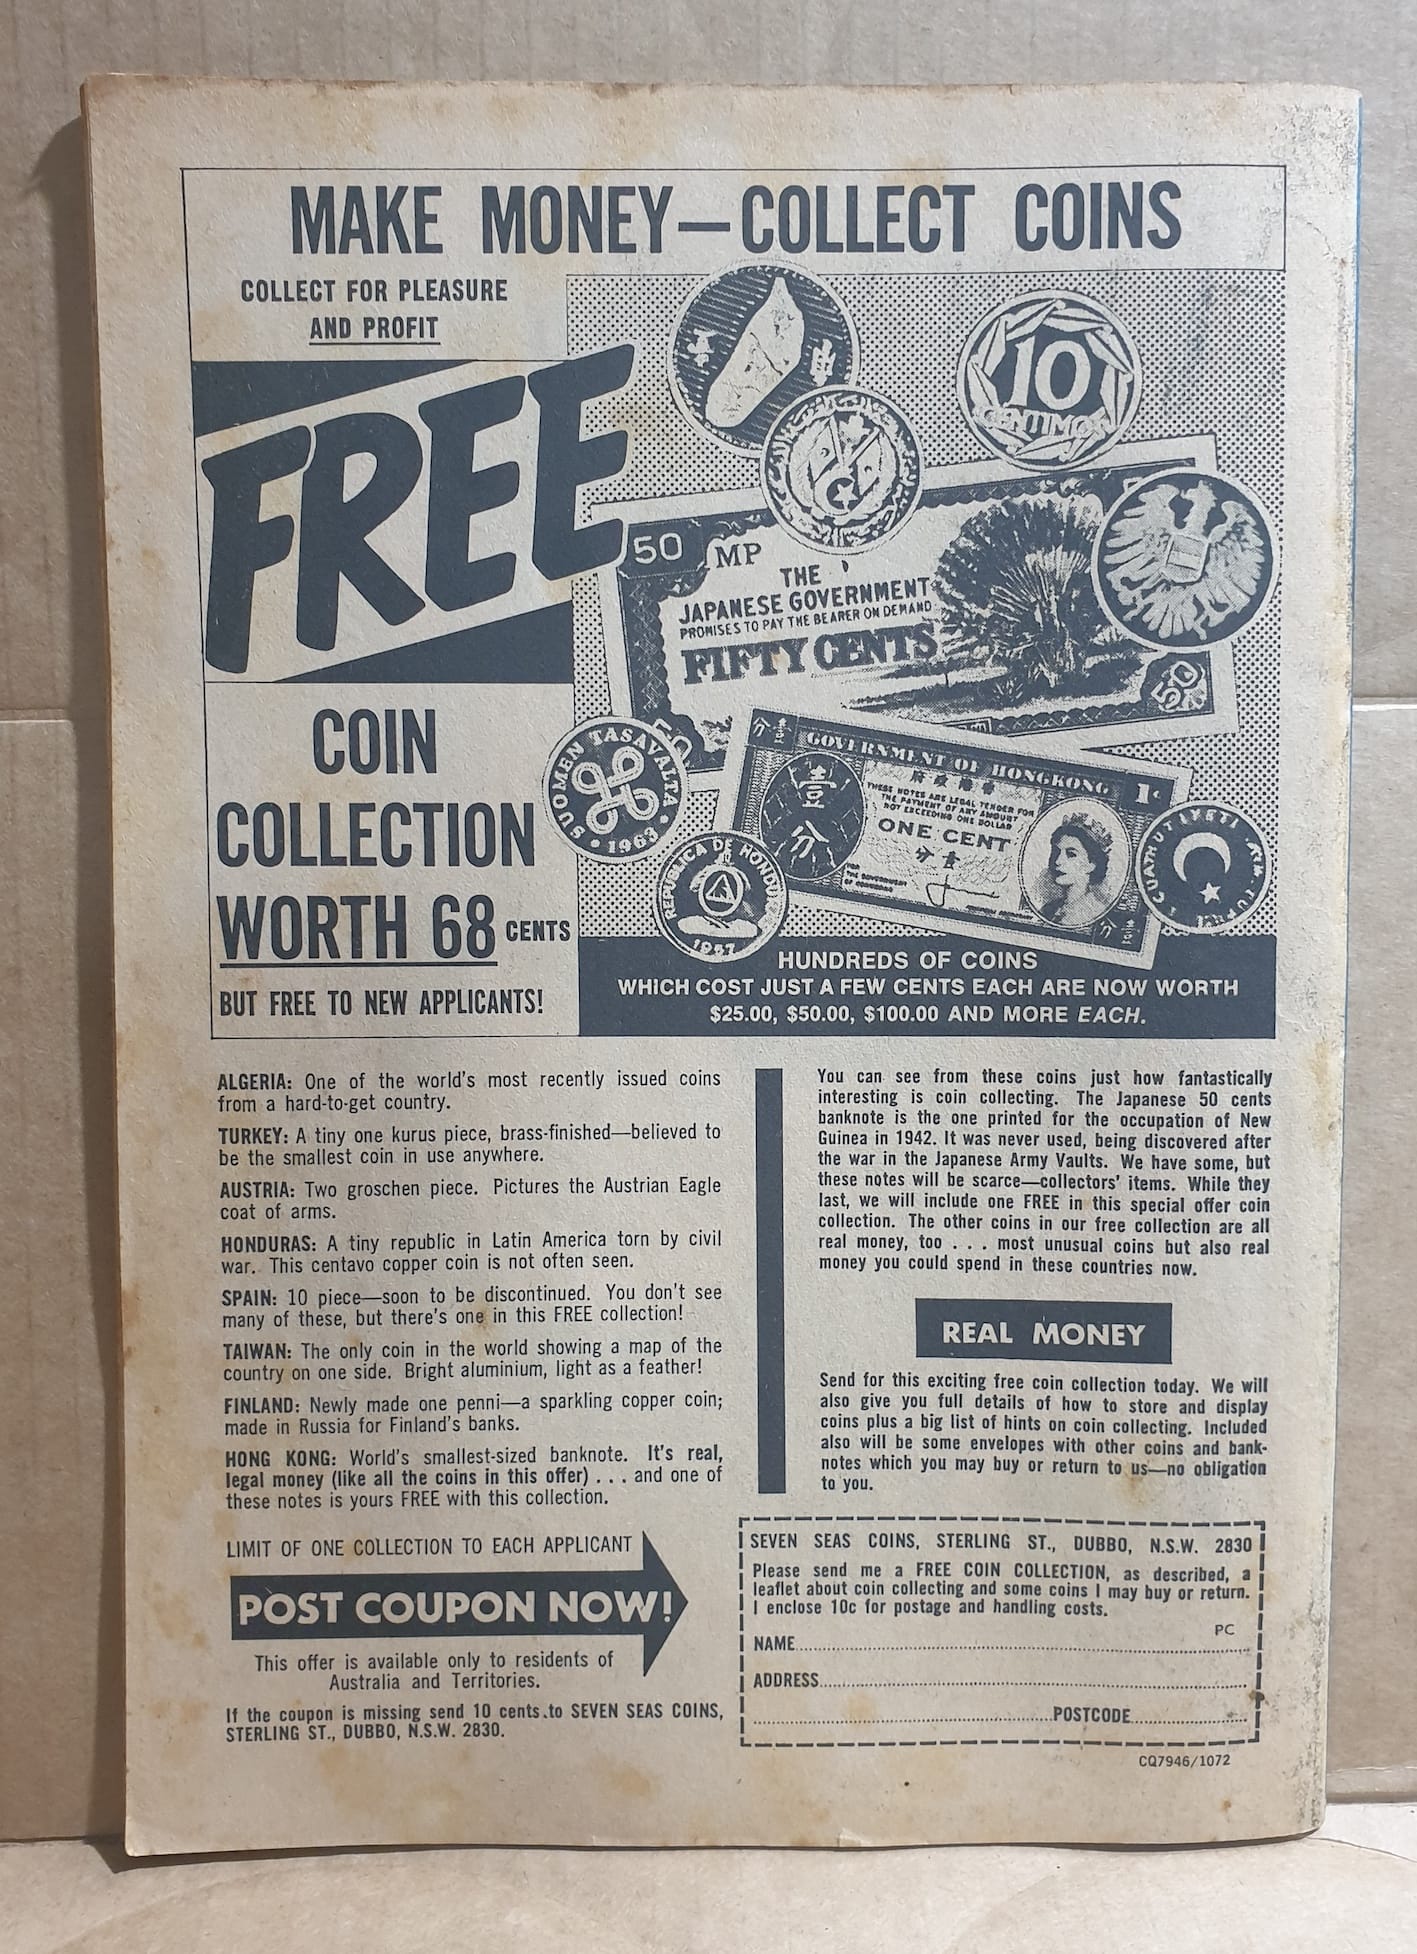 MAKE MONEY—COLLECT COINS
COLLECT FOR PLEASURE
AND PROFIT
FREE
COIN
COLLECTION
WORTH 68 CENTS
BUT FREE TO NEW APPLICANTS!
10
CENTIMOS
50
MP
THE
JAPANESE GOVERNMENT
PROMISES TO PAY THE BEARER ON DEMAND
FIFTY CENTS
50
SUOMEN TASAVALTA
1963
GOVERNMENT OF HONGKONG
1¢
THESE NOTES ARE LEGAL TENDER FOR
THE PAYMENT OF ANY AMOUNT
NOT EXCEEDING ONE DOLLAR
ONE CENT
壹
分
REPUBLICA DE HONDU
1957
HUNDREDS OF COINS
WHICH COST JUST A FEW CENTS EACH ARE NOW WORTH
$25.00, $50.00, $100.00 AND MORE EACH.
ALGERIA: One of the world's most recently issued coins
from a hard-to-get country.
TURKEY: A tiny one kurus piece, brass-finished—believed to
be the smallest coin in use anywhere.
AUSTRIA: Two groschen piece. Pictures the Austrian Eagle
coat of arms.
HONDURAS: A tiny republic in Latin America torn by civil
war. This centavo copper coin is not often seen.
SPAIN: 10 piece—soon to be discontinued. You don't see
many of these, but there's one in this FREE collection!
TAIWAN: The only coin in the world showing a map of the
country on one side. Bright aluminium, light as a feather!
FINLAND: Newly made one penni—a sparkling copper coin;
made in Russia for Finland's banks.
HONG KONG: World's smallest-sized banknote. It's real,
legal money (like all the coins in this offer) . . . and one of
these notes is yours FREE with this collection.
LIMIT OF ONE COLLECTION TO EACH APPLICANT
POST COUPON NOW!
This offer is available only to residents of
Australia and Territories.
If the coupon is missing send 10 cents to SEVEN SEAS COINS,
STERLING ST., DUBBO, N.S.W. 2830.
You can see from these coins just how fantastically
interesting is coin collecting. The Japanese 50 cents
banknote is the one printed for the occupation of New
Guinea in 1942. It was never used, being discovered after
the war in the Japanese Army Vaults. We have some, but
these notes will be scarce—collectors' items. While they
last, we will include one FREE in this special offer coin
collection. The other coins in our free collection are all
real money, too . . . most unusual coins but also real
money you could spend in these countries now.
REAL MONEY
Send for this exciting free coin collection today. We will
also give you full details of how to store and display
coins plus a big list of hints on coin collecting. Included
also will be some envelopes with other coins and bank-
notes which you may buy or return to us—no obligation
to you.
SEVEN SEAS COINS, STERLING ST., DUBBO, N.S.W. 2830
Please send me a FREE COIN COLLECTION, as described, a
leaflet about coin collecting and some coins I may buy or return.
I enclose 10c for postage and handling costs.
PC
NAME
ADDRESS
POSTCODE
CQ7946/1072